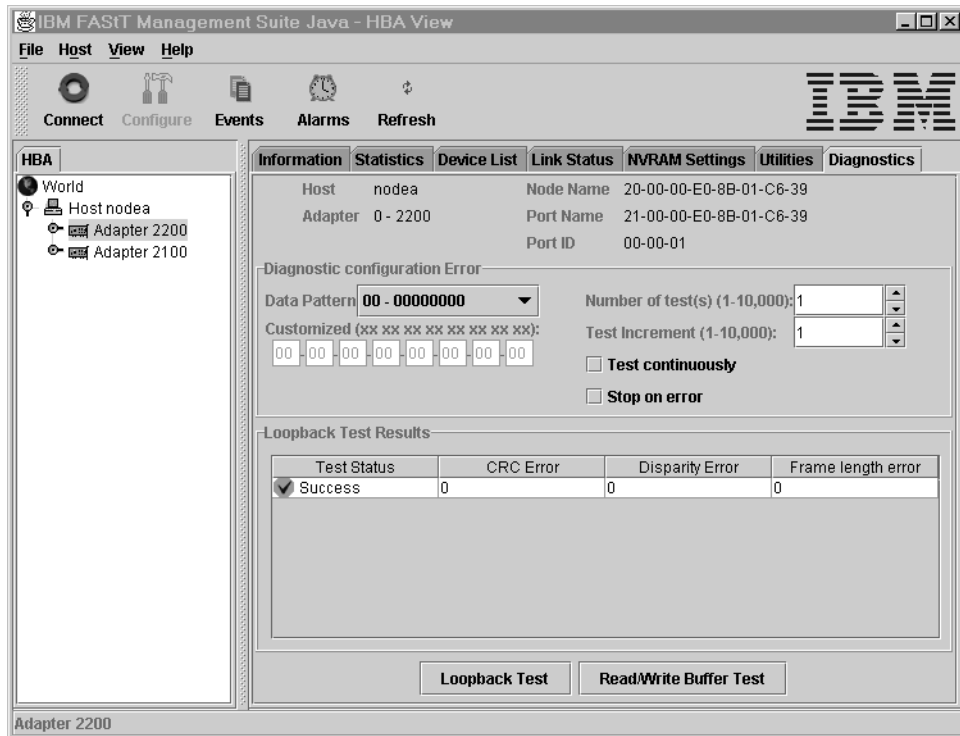 IBM FAStT Management Suite Java - HBA View
File Host View Help
Connect Configure Events Alarms Refresh
IBM
HBA
World
Host nodea
Adapter 2200
Adapter 2100
Information Statistics Device List Link Status NVRAM Settings Utilities Diagnostics
Host nodea Node Name 20-00-00-E0-8B-01-C6-39
Adapter 0 - 2200 Port Name 21-00-00-E0-8B-01-C6-39
Port ID 00-00-01
Diagnostic configuration Error
Data Pattern 00 - 00000000 Number of test(s) (1-10,000): 1
Customized (xx xx xx xx xx xx xx xx): Test Increment (1-10,000): 1
00 - 00 - 00 - 00 - 00 - 00 - 00 - 00
Test continuously
Stop on error
Loopback Test Results
Test Status CRC Error Disparity Error Frame length error
Success 0 0 0
Loopback Test Read/Write Buffer Test
Adapter 2200